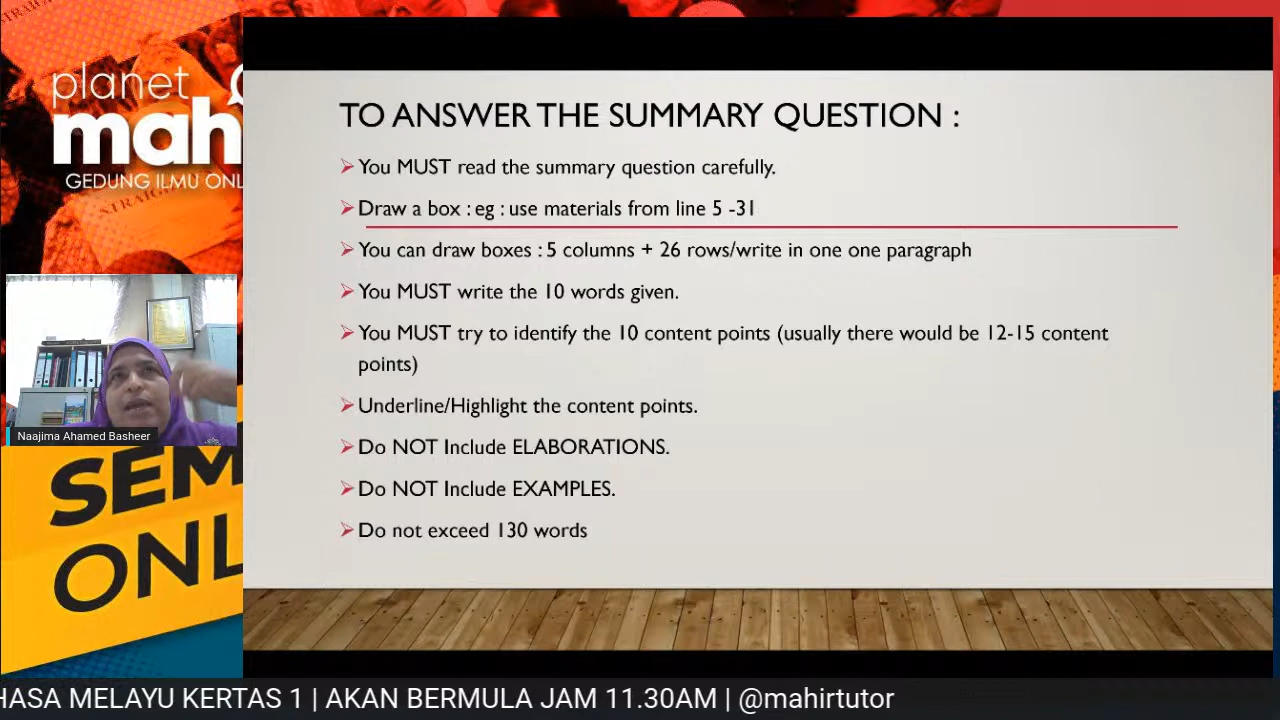 planet
mah
GEDUNG ILMU ONL
TO ANSWER THE SUMMARY QUESTION :
You MUST read the summary question carefully.
Draw a box : eg : use materials from line 5 -31
You can draw boxes : 5 columns + 26 rows/write in one one paragraph
You MUST write the 10 words given.
You MUST try to identify the 10 content points (usually there would be 12-15 content
points)
Underline/Highlight the content points.
Do NOT Include ELABORATIONS.
Do NOT Include EXAMPLES.
Do not exceed 130 words
Naajima Ahamed Basheer
SEM
ONL
HASA MELAYU KERTAS 1 | AKAN BERMULA JAM 11.30AM | @mahirtutor